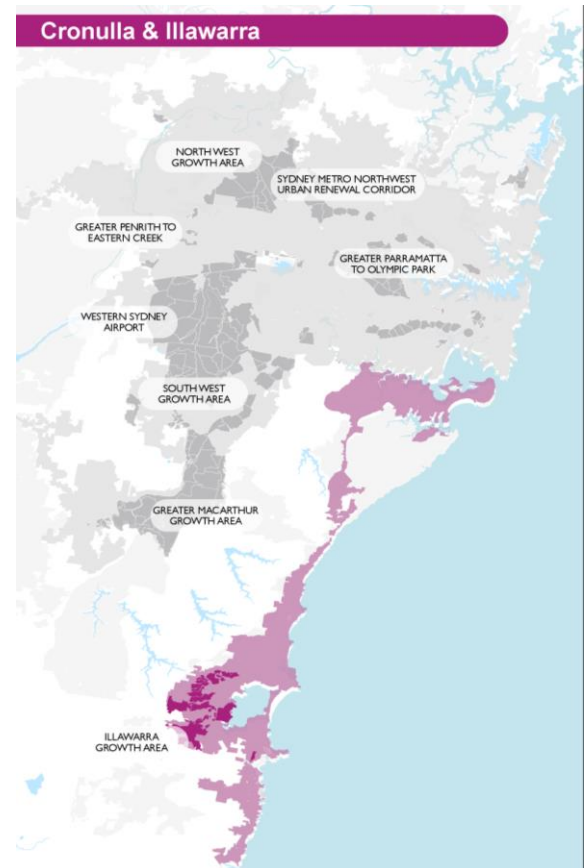 Cronulla & Illawarra
NORTH WEST
GROWTH AREA
SYDNEY METRO NORTHWEST
URBAN RENEWAL CORRIDOR
GREATER PENRITH TO
EASTERN CREEK
GREATER PARRAMATTA
TO OLYMPIC PARK
WESTERN SYDNEY
AIRPORT
SOUTH WEST
GROWTH AREA
GREATER MACARTHUR
GROWTH AREA
ILLAWARRA
GROWTH AREA